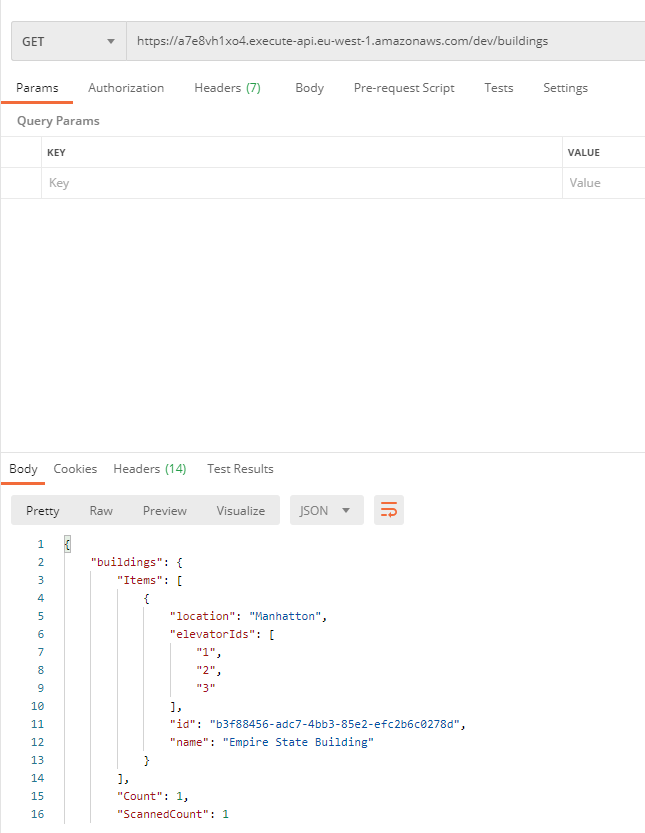 GET https://a7e8vh1xo4.execute-api.eu-west-1.amazonaws.com/dev/buildings
Params Authorization Headers (7) Body Pre-request Script Tests Settings
Query Params
KEY VALUE
Key Value
Body Cookies Headers (14) Test Results
Pretty Raw Preview Visualize JSON
1 {
2 "buildings": {
3 "Items": [
4 {
5 "location": "Manhatton",
6 "elevatorIds": [
7 "1",
8 "2",
9 "3"
10 ],
11 "id": "b3f88456-adc7-4bb3-85e2-efc2b6c0278d",
12 "name": "Empire State Building"
13 }
14 ],
15 "Count": 1,
16 "ScannedCount": 1